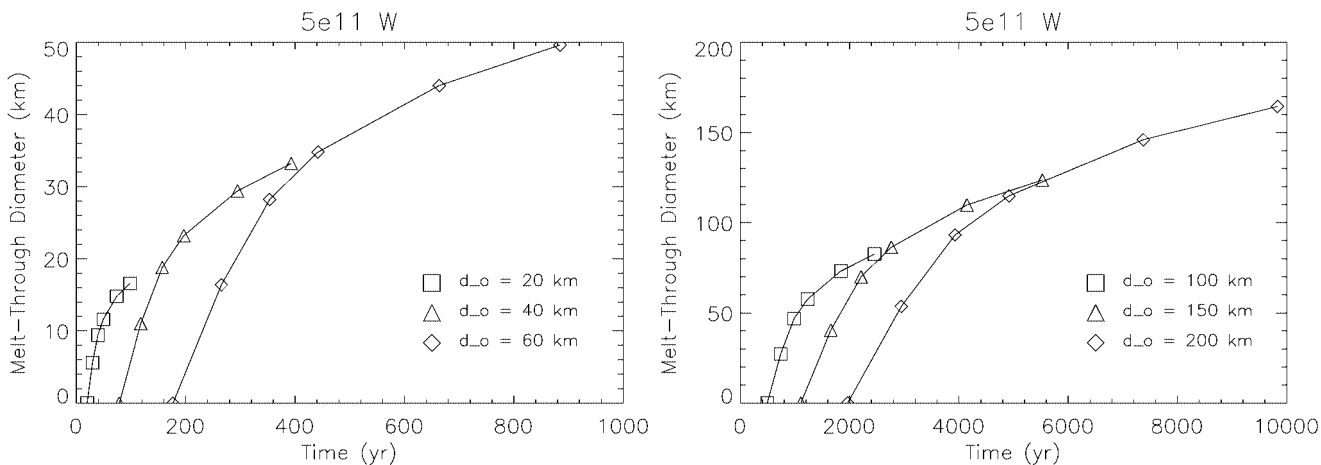 5e11 W
Melt-Through Diameter (km)
50
40
30
20
10
0
0 200 400 600 800 1000
Time (yr)
d_o = 20 km
d_o = 40 km
d_o = 60 km
5e11 W
Melt-Through Diameter (km)
200
150
100
50
0
0 2000 4000 6000 8000 10000
Time (yr)
d_o = 100 km
d_o = 150 km
d_o = 200 km